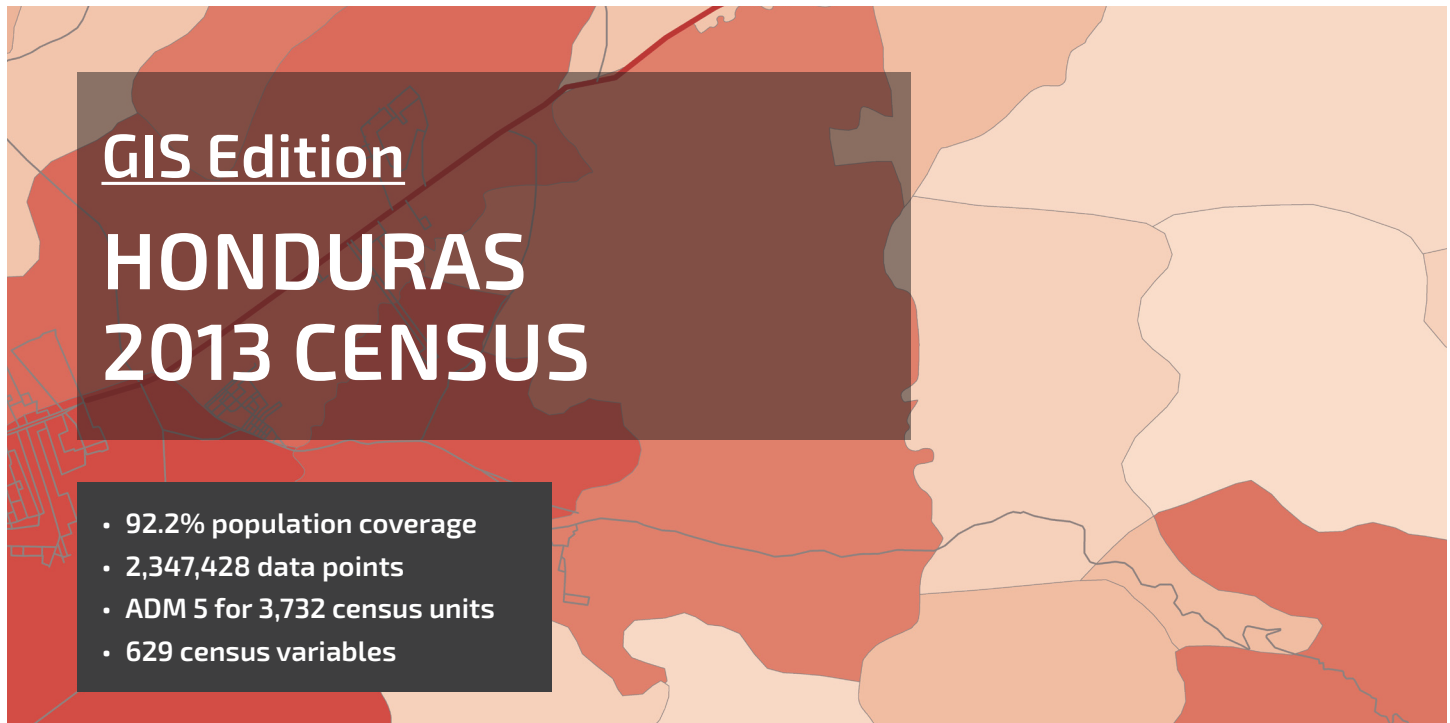 GIS Edition
HONDURAS
2013 CENSUS
• 92.2% population coverage
• 2,347,428 data points
• ADM 5 for 3,732 census units
• 629 census variables